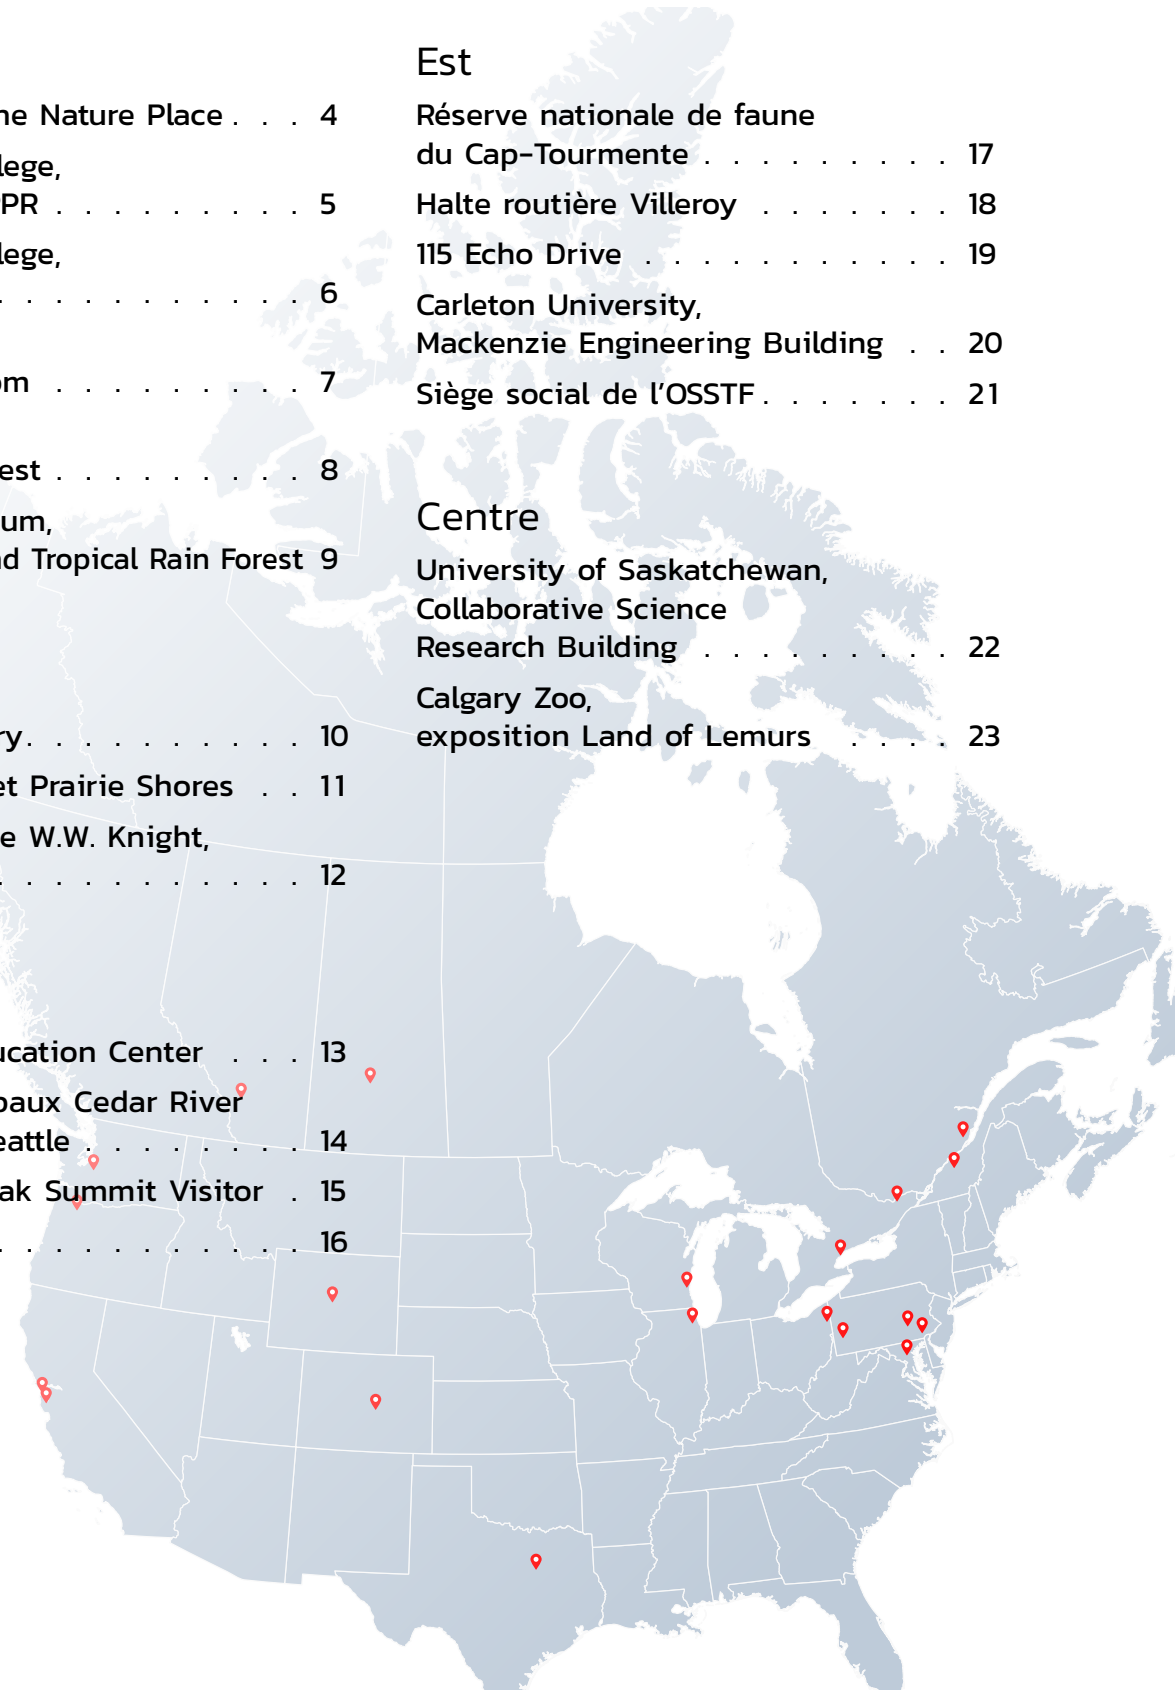 ne Nature Place . . . 4
lege,
PR . . . . . . . . . 5
lege,
. . . . . . . . . . . 6
om . . . . . . . . . 7
est . . . . . . . . . 8
um,
nd Tropical Rain Forest 9
ry . . . . . . . . . . 10
et Prairie Shores . . 11
e W.W. Knight,
. . . . . . . . . . . 12
ucation Center . . . 13
paux Cedar River
eattle . . . . . . . . 14
ak Summit Visitor . 15
. . . . . . . . . . . 16
Est
Réserve nationale de faune
du Cap-Tourmente . . . . . . . . . 17
Halte routière Villeroy . . . . . . . 18
115 Echo Drive . . . . . . . . . . . 19
Carleton University,
Mackenzie Engineering Building . . 20
Siège social de l’OSSTF . . . . . . . 21
Centre
University of Saskatchewan,
Collaborative Science
Research Building . . . . . . . . . 22
Calgary Zoo,
exposition Land of Lemurs . . . . 23